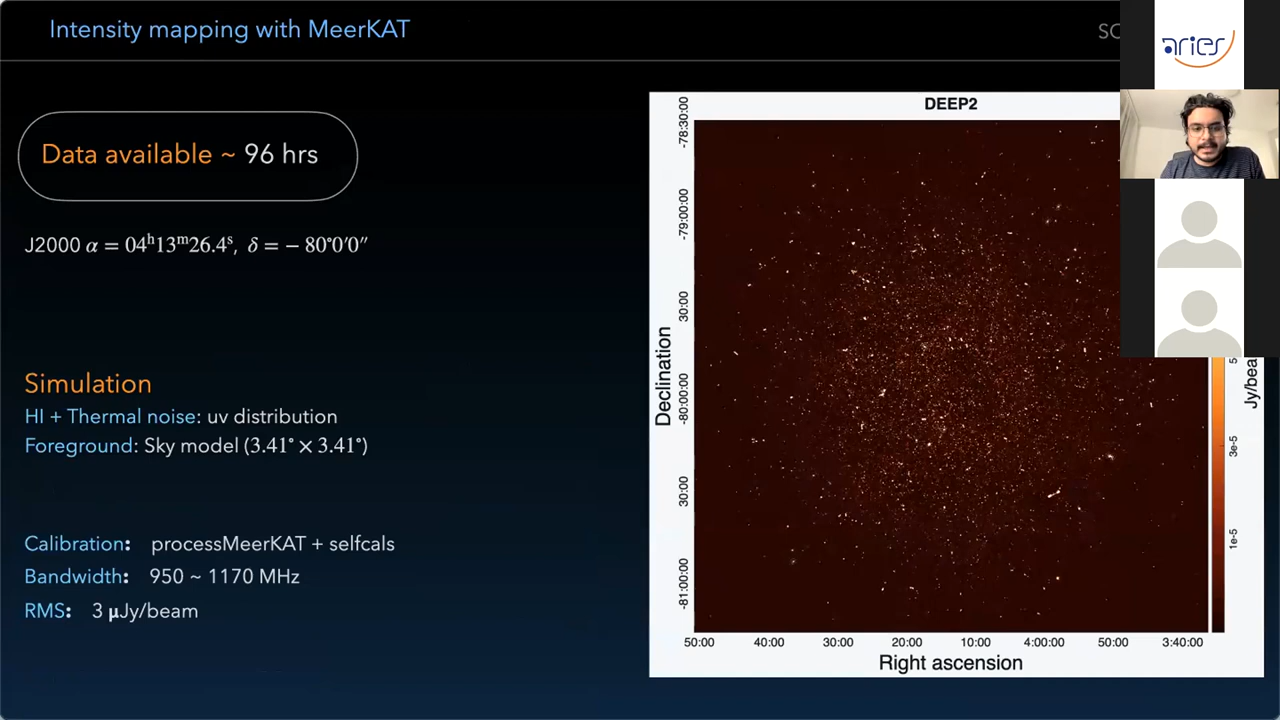 Intensity mapping with MeerKAT
SC
aries
Data available ~ 96 hrs
J2000 α = 04ʰ13ᵐ26.4ˢ, δ = − 80°0′0″
Simulation
HI + Thermal noise: uv distribution
Foreground: Sky model (3.41° × 3.41°)
Calibration: processMeerKAT + selfcals
Bandwidth: 950 ~ 1170 MHz
RMS: 3 μJy/beam
DEEP2
-78:30:00
-79:00:00
30:00
-80:00:00
30:00
-81:00:00
Declination
50:00 40:00 30:00 20:00 10:00 4:00:00 50:00 3:40:00
Right ascension
5
3e-5
1e-5
Jy/bea